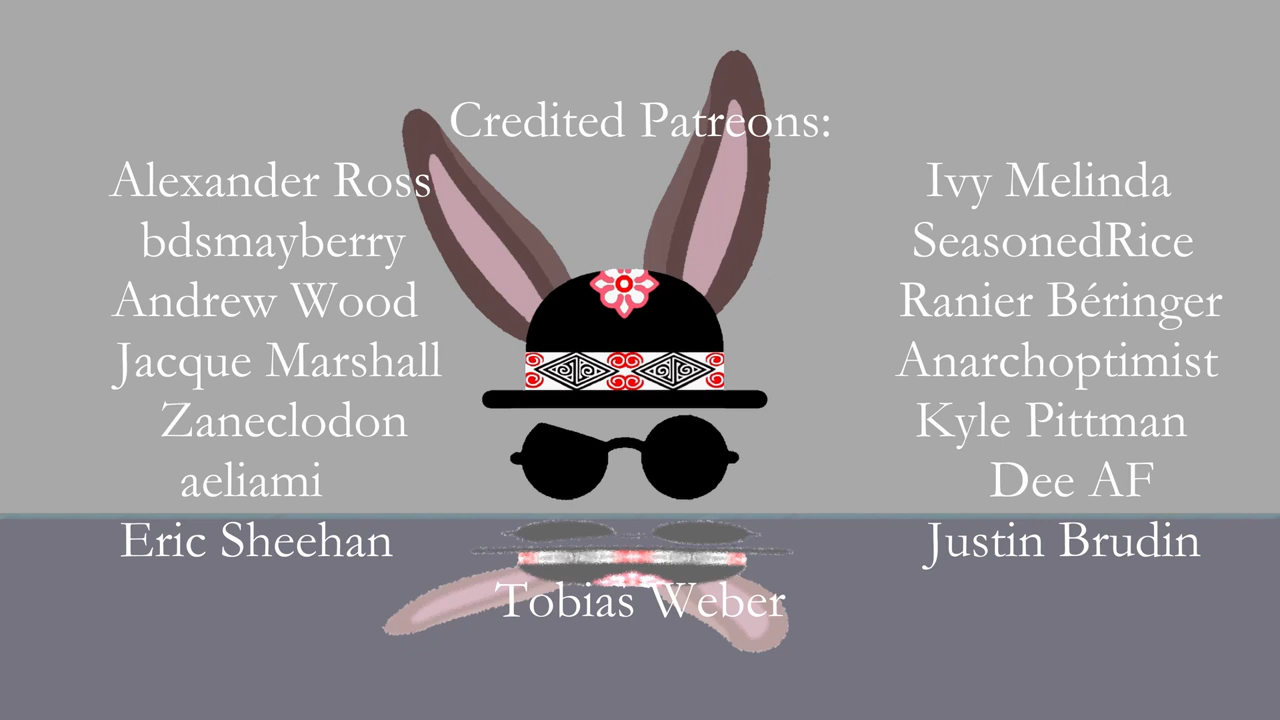 Credited Patreons:
Alexander Ross
bdsmayberry
Andrew Wood
Jacque Marshall
Zaneclodon
aeliami
Eric Sheehan
Ivy Melinda
SeasonedRice
Ranier Béringer
Anarchoptimist
Kyle Pittman
Dee AF
Justin Brudin
Tobias Weber